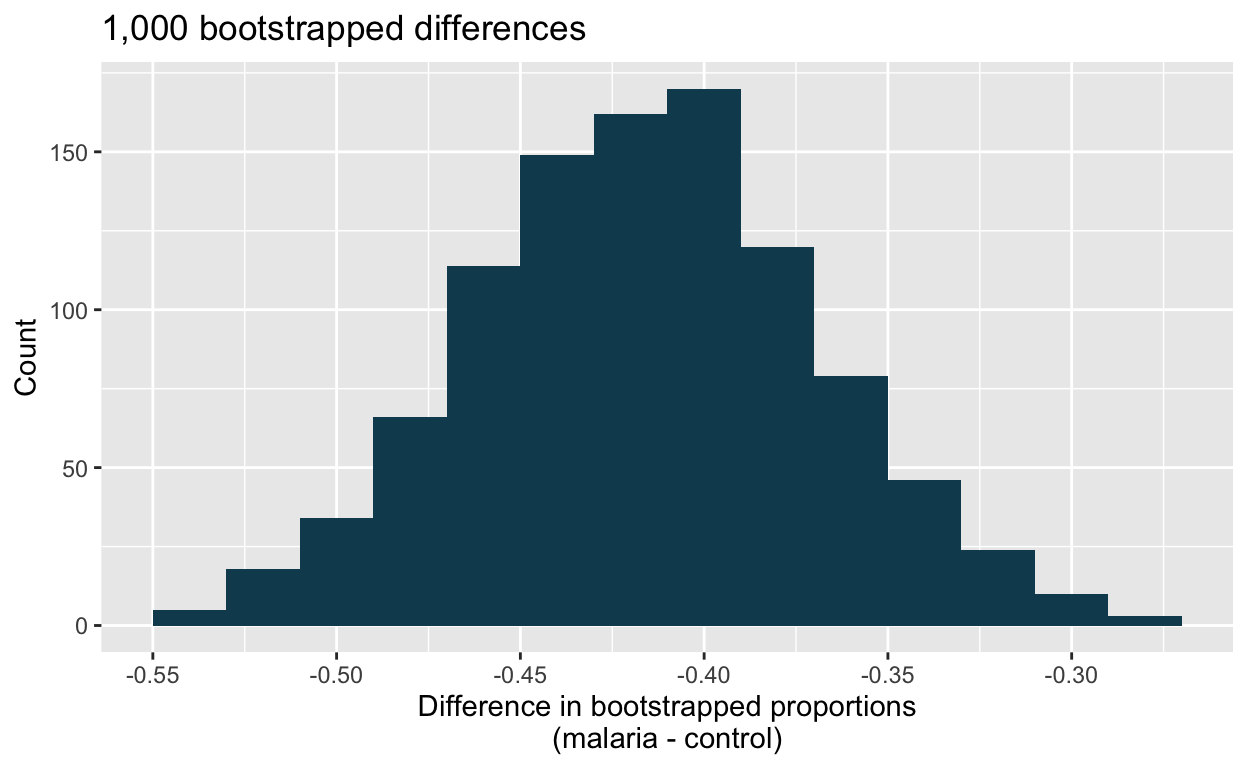 1,000 bootstrapped differences
150
100
50
0
Count
-0.55 -0.50 -0.45 -0.40 -0.35 -0.30
Difference in bootstrapped proportions
(malaria - control)